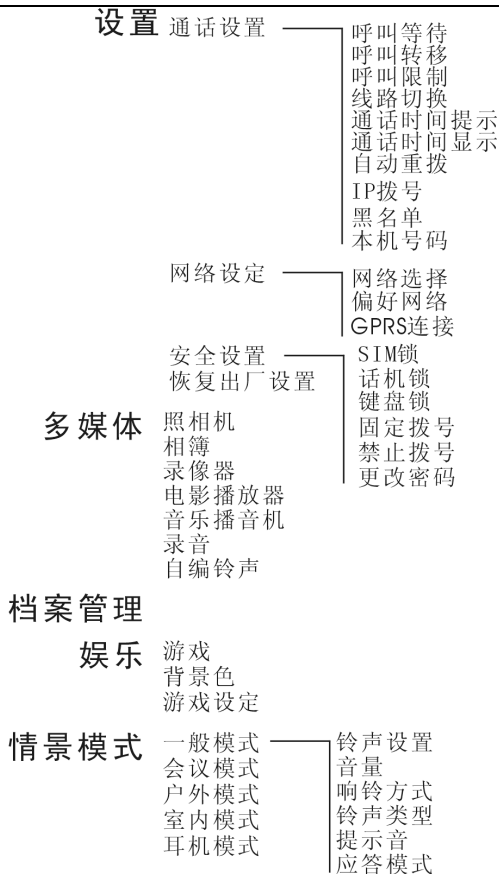 设置
通话设置
呼叫等待
呼叫转移
呼叫限制
线路切换
通话时间提示
通话时间显示
自动重拨
IP拨号
黑名单
本机号码
网络设定
网络选择
偏好网络
GPRS连接
安全设置
SIM锁
话机锁
键盘锁
固定拨号
禁止拨号
更改密码
恢复出厂设置
多媒体
照相机
相簿
录像器
电影播放器
音乐播音机
录音
自编铃声
档案管理
娱乐
游戏
背景色
游戏设定
情景模式
一般模式
铃声设置
音量
响铃方式
铃声类型
提示音
应答模式
会议模式
户外模式
室内模式
耳机模式